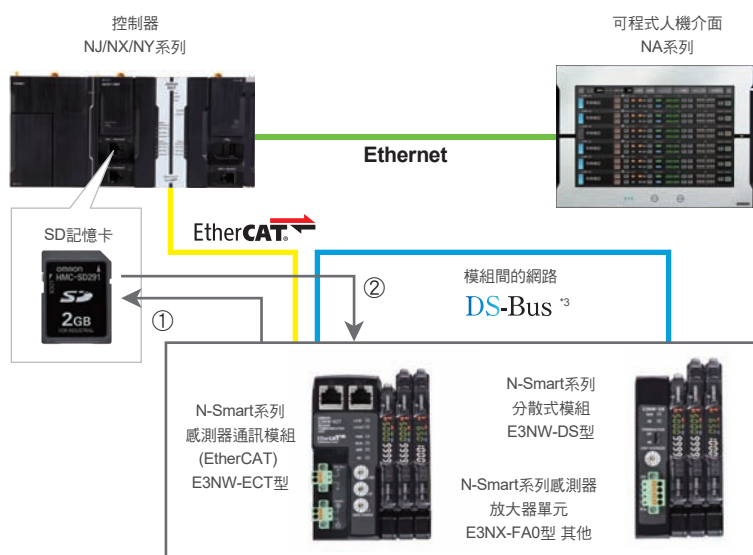 控制器
NJ/NX/NY系列
可程式人機介面
NA系列
Ethernet
SD記憶卡
EtherCAT®
omron
HMC-SD291
LOCK
SD
2GB
FOR INDUSTRIAL
①
②
模組間的網路
DS-Bus *3
N-Smart系列
感測器通訊模組
(EtherCAT)
E3NW-ECT型
N-Smart系列
分散式模組
E3NW-DS型
N-Smart系列感測器
放大器單元
E3NX-FA0型 其他